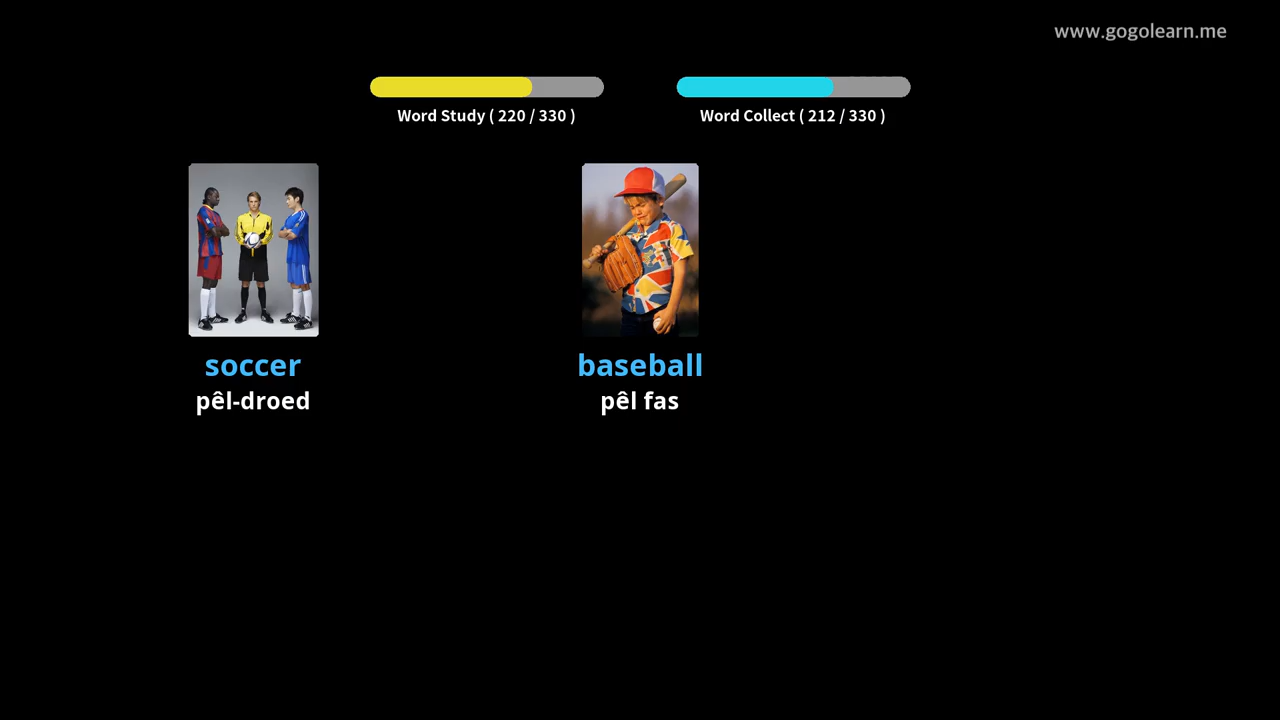 www.gogolearn.me
Word Study ( 220 / 330 )
Word Collect ( 212 / 330 )
soccer
pêl-droed
baseball
pêl fas